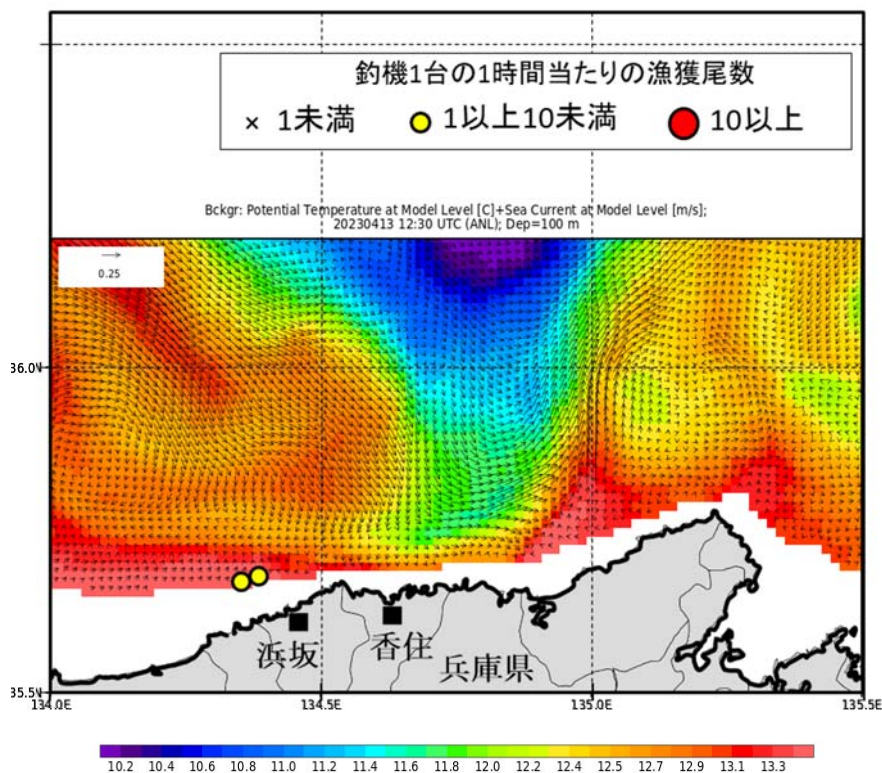 釣機1台の1時間当たりの漁獲尾数
× 1未満 1以上10未満 10以上
Bckgr: Potential Temperature at Model Level [C]+Sea Current at Model Level [m/s];
20230413 12:30 UTC (ANL); Dep=100 m
0.25
36.0N
浜坂 香住 兵庫県
35.5N
134.0E 134.5E 135.0E 135.5E
10.2 10.4 10.6 10.8 11.0 11.2 11.4 11.6 11.8 12.0 12.2 12.4 12.5 12.7 12.9 13.1 13.3